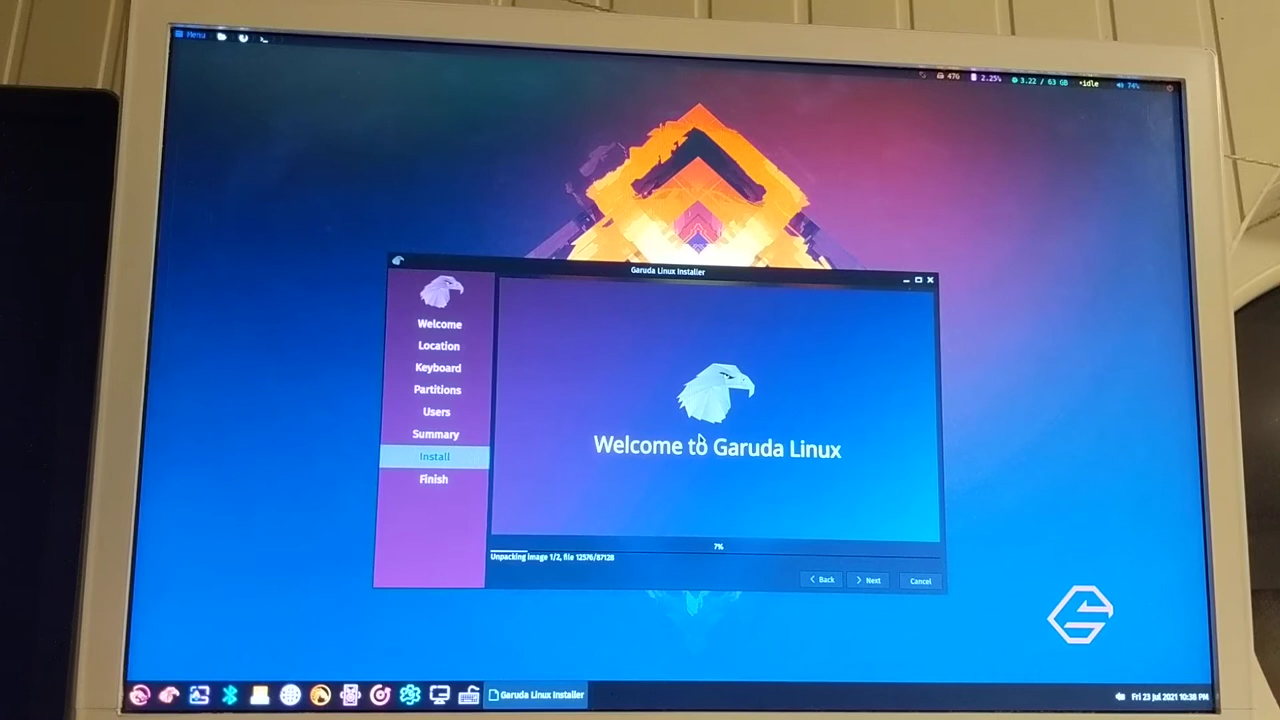 Menu
476 2.25% 3.22 / 63 GB •idle 74%
Garuda Linux Installer
Welcome
Location
Keyboard
Partitions
Users
Summary
Install
Finish
Welcome to Garuda Linux
7%
Unpacking image 1/2, file 12576/87128
Back Next Cancel
Garuda Linux Installer
Fri 23 Jul 2021 10:38 PM